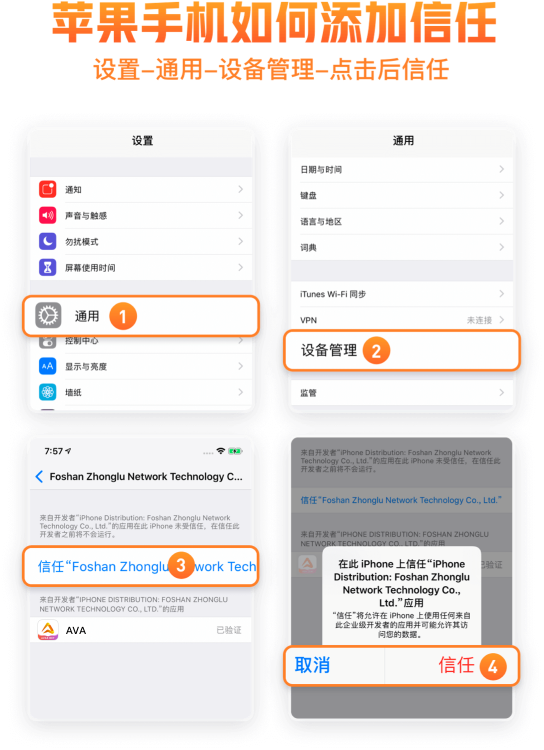 苹果手机如何添加信任
设置–通用–设备管理–点击后信任
设置
通知
声音与触感
勿扰模式
屏幕使用时间
通用 1
控制中心
AA 显示与亮度
墙纸
通用
日期与时间
键盘
语言与地区
词典
iTunes Wi-Fi 同步
VPN 未连接
设备管理 2
监管
7:57
Foshan Zhonglu Network Technology C...
来自开发者“iPhone Distribution: Foshan Zhonglu Network
Technology Co., Ltd.”的应用在此 iPhone 未受信任，在信任此
开发者之前将不会运行。
信任“Foshan Zhonglu 3 work Tech
来自开发者“IPHONE DISTRIBUTION: FOSHAN ZHONGLU
NETWORK TECHNOLOGY CO., LTD.”的应用
AVA 已验证
来自开发者“iPhone Distribution: Foshan Zhonglu Network
Technology Co., Ltd.”的应用在此 iPhone 未受信任，在信任此
开发者之前将不会运行。
信任“Foshan Zhonglu Network Technology Co., Ltd.”
来自开发者“IPHONE DISTRIBUTION: FOSHAN ZHONGLU
NETWORK TECHNOLOGY CO., LTD.”的应用
已验证
在此 iPhone 上信任“iPhone
Distribution: Foshan Zhonglu
Network Technology Co.,
Ltd.”应用
“信任”将允许在 iPhone 上使用任何来自
此企业级开发者的应用并可能允许其访
问您的数据。
取消 信任 4